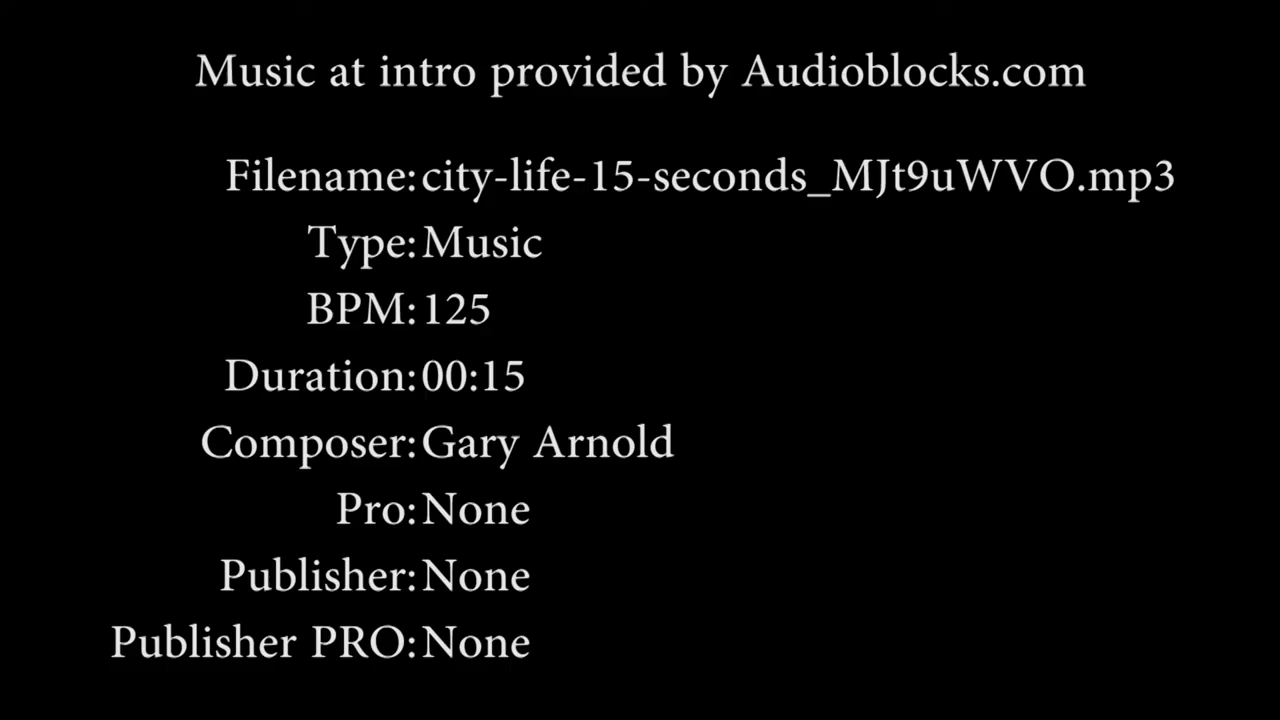 Music at intro provided by Audioblocks.com
Filename: city-life-15-seconds_MJt9uWVO.mp3
Type: Music
BPM: 125
Duration: 00:15
Composer: Gary Arnold
Pro: None
Publisher: None
Publisher PRO: None